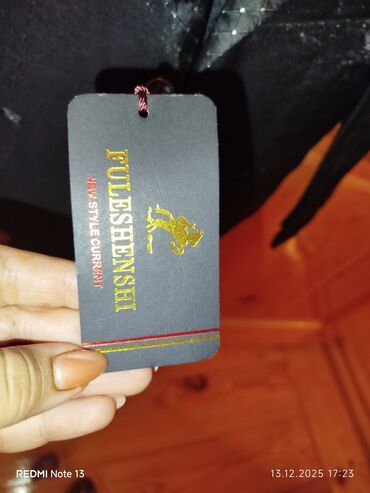 FULESHENSHI
NEW.STYLE CURRENT
REDMI Note 13
13.12.2025 17:23